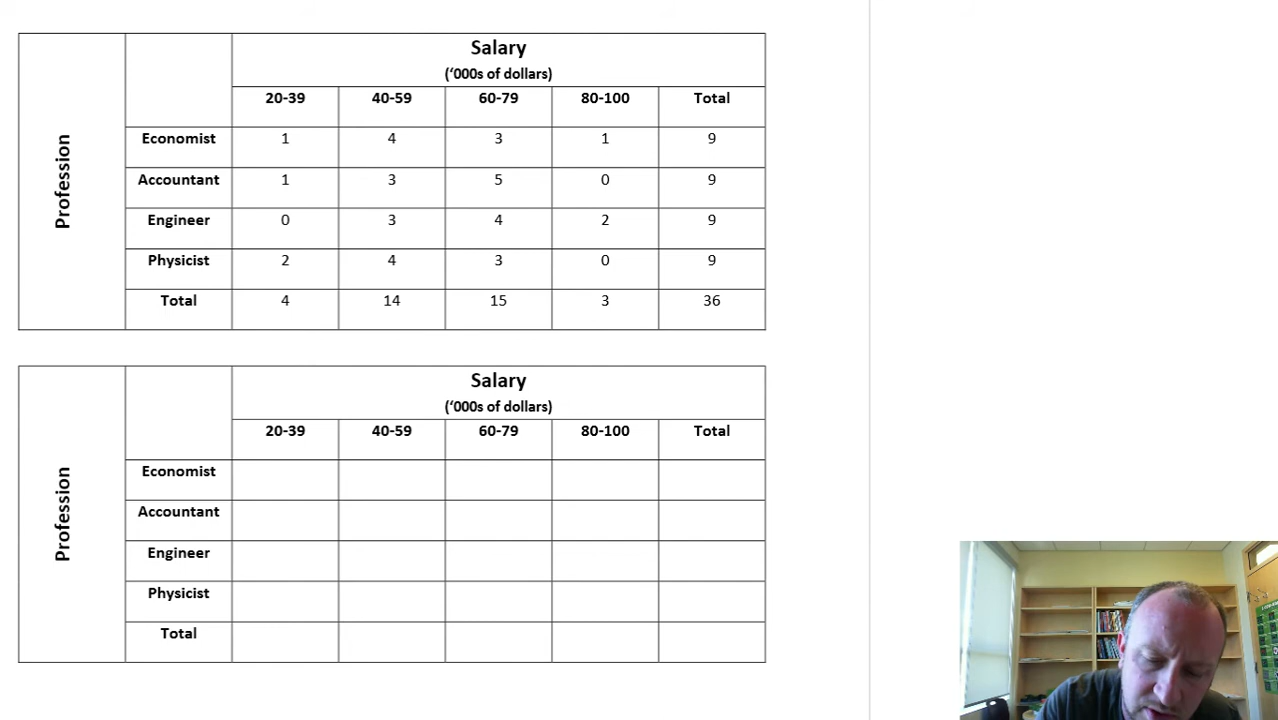 Salary
(‘000s of dollars)
20-39 40-59 60-79 80-100 Total
Profession
Economist 1 4 3 1 9
Accountant 1 3 5 0 9
Engineer 0 3 4 2 9
Physicist 2 4 3 0 9
Total 4 14 15 3 36
Salary
(‘000s of dollars)
20-39 40-59 60-79 80-100 Total
Profession
Economist
Accountant
Engineer
Physicist
Total